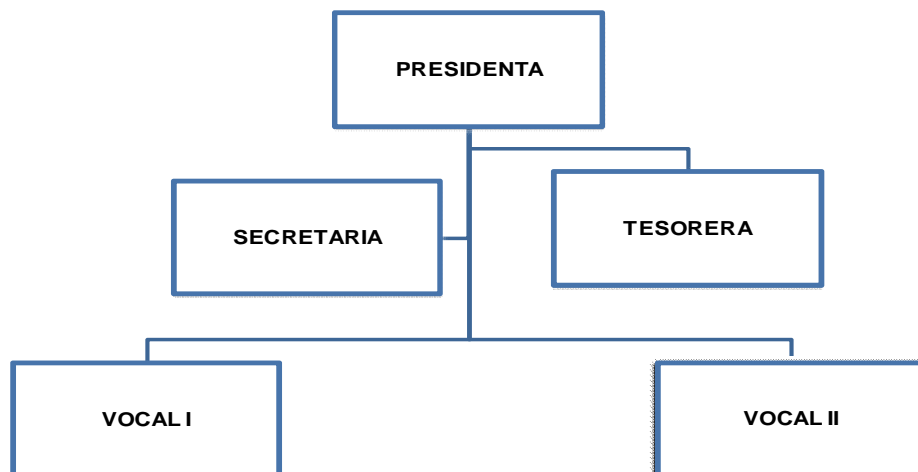 PRESIDENTA
SECRETARIA
TESORERA
VOCAL I
VOCAL II